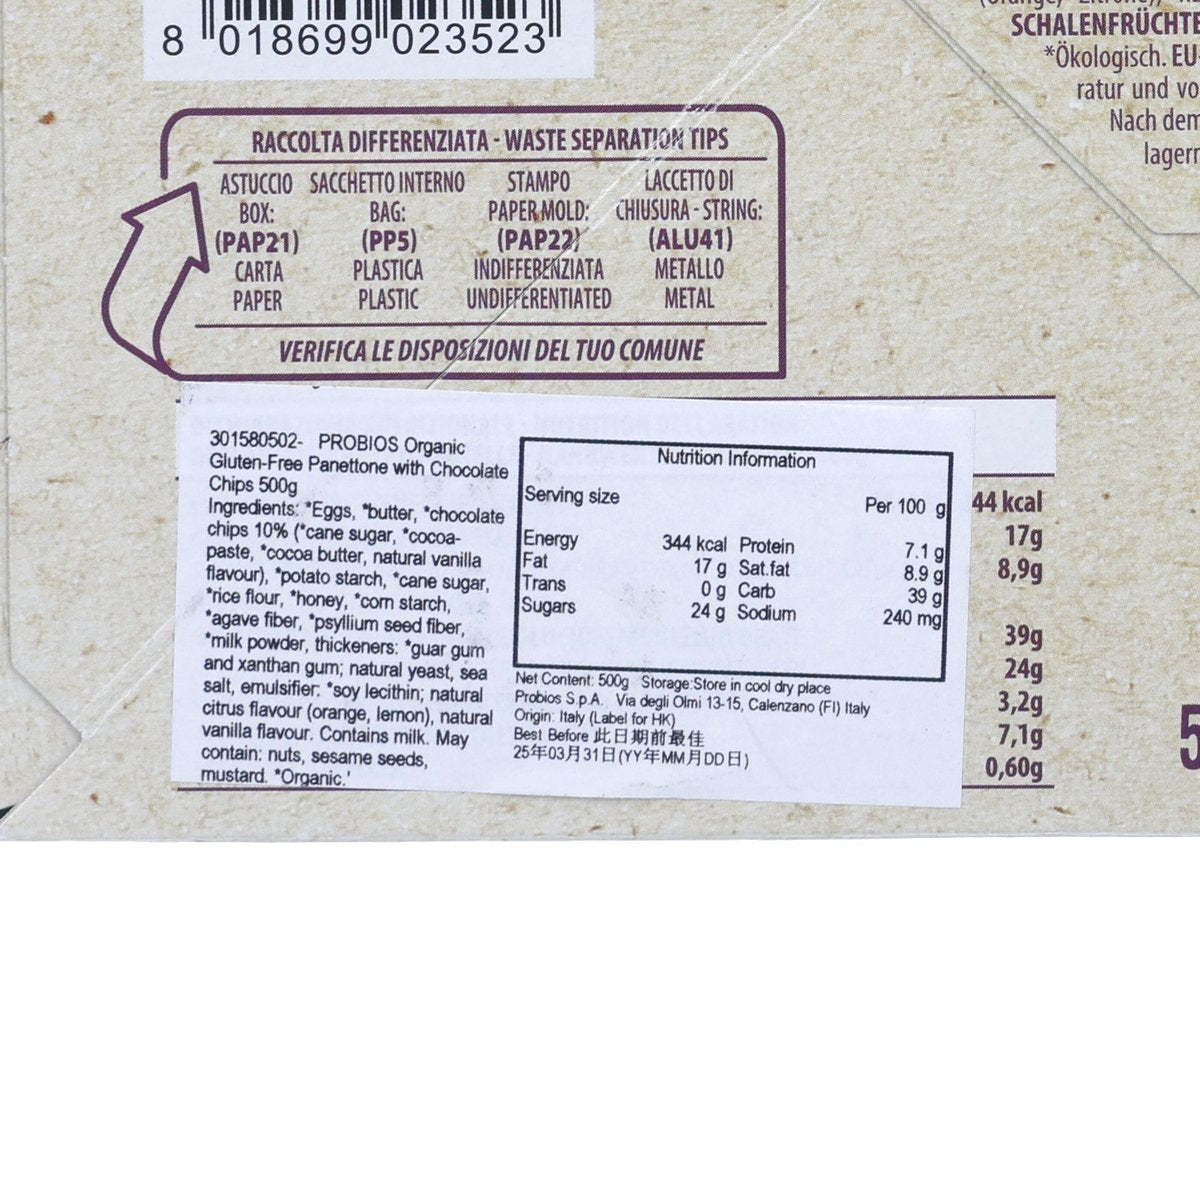 8 018699 023523
SCHALENFRÜCHTE
*Ökologisch. EU-
ratur und vo
Nach dem
lagern
RACCOLTA DIFFERENZIATA - WASTE SEPARATION TIPS
ASTUCCIO SACCHETTO INTERNO STAMPO LACCETTO DI
BOX: BAG: PAPER MOLD: CHIUSURA - STRING:
(PAP21) (PP5) (PAP22) (ALU41)
CARTA PLASTICA INDIFFERENZIATA METALLO
PAPER PLASTIC UNDIFFERENTIATED METAL
VERIFICA LE DISPOSIZIONI DEL TUO COMUNE
301580502- PROBIOS Organic
Gluten-Free Panettone with Chocolate
Chips 500g
Ingredients: *Eggs, *butter, *chocolate
chips 10% (*cane sugar, *cocoa-
paste, *cocoa butter, natural vanilla
flavour), *potato starch, *cane sugar,
*rice flour, *honey, *corn starch,
*agave fiber, *psyllium seed fiber,
*milk powder, thickeners: *guar gum
and xanthan gum; natural yeast, sea
salt, emulsifier: *soy lecithin; natural
citrus flavour (orange, lemon), natural
vanilla flavour. Contains milk. May
contain: nuts, sesame seeds,
mustard. *Organic.'
Nutrition Information
Serving size Per 100 g
Energy 344 kcal Protein 7.1 g
Fat 17 g Sat.fat 8.9 g
Trans 0 g Carb 39 g
Sugars 24 g Sodium 240 mg
Net Content: 500g Storage:Store in cool dry place
Probios S.p.A. Via degli Olmi 13-15, Calenzano (FI) Italy
Origin: Italy (Label for HK)
Best Before 此日期前最佳
25年03月31日(YY年MM月DD日)
44 kcal
17g
8,9g
39g
24g
3,2g
7,1g
0,60g
5